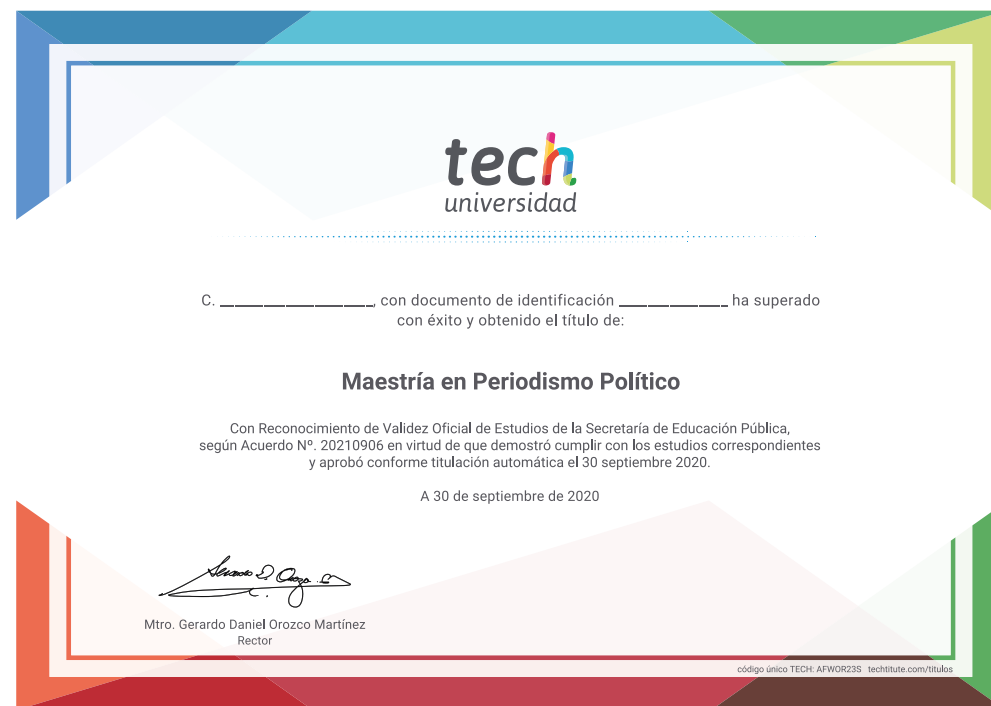 tech
universidad
C. ____________________, con documento de identificación ______________ ha superado
con éxito y obtenido el título de:
Maestría en Periodismo Político
Con Reconocimiento de Validez Oficial de Estudios de la Secretaría de Educación Pública,
según Acuerdo Nº. 20210906 en virtud de que demostró cumplir con los estudios correspondientes
y aprobó conforme titulación automática el 30 septiembre 2020.
A 30 de septiembre de 2020
Mtro. Gerardo Daniel Orozco Martínez
Rector
código único TECH: AFWOR23S techtitute.com/titulos